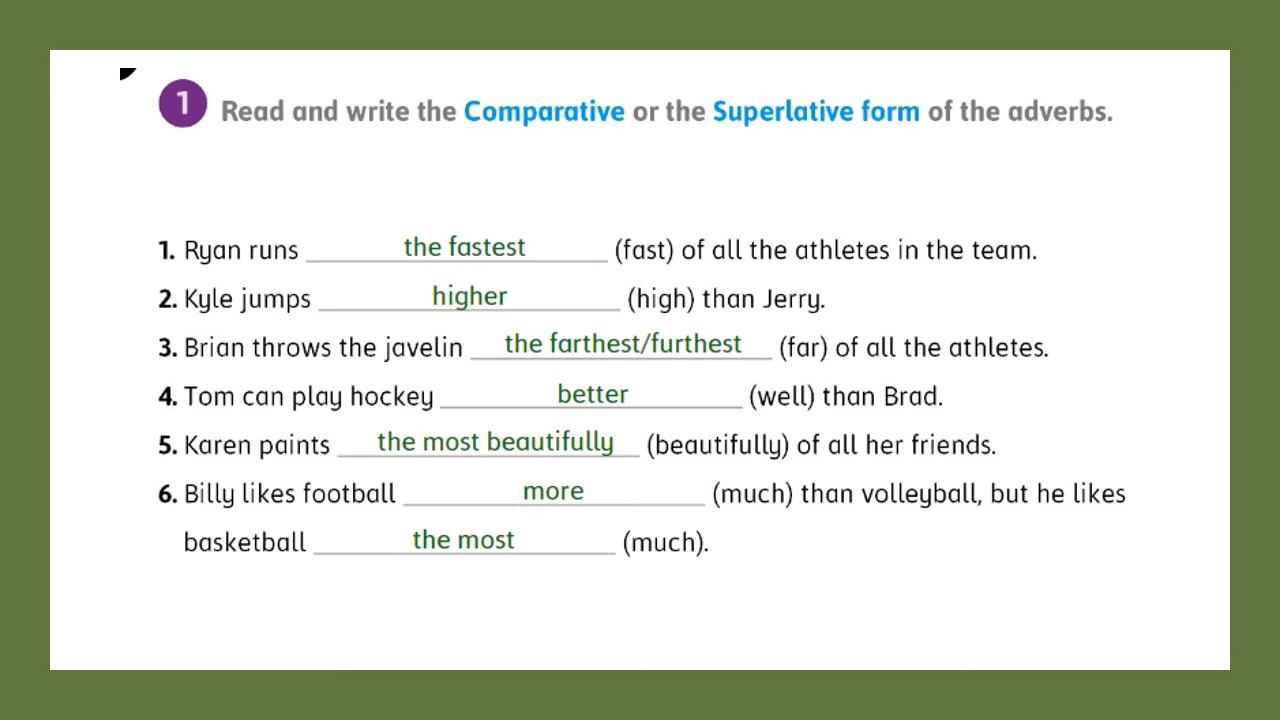 1 Read and write the Comparative or the Superlative form of the adverbs.
1. Ryan runs the fastest (fast) of all the athletes in the team.
2. Kyle jumps higher (high) than Jerry.
3. Brian throws the javelin the farthest/furthest (far) of all the athletes.
4. Tom can play hockey better (well) than Brad.
5. Karen paints the most beautifully (beautifully) of all her friends.
6. Billy likes football more (much) than volleyball, but he likes
basketball the most (much).